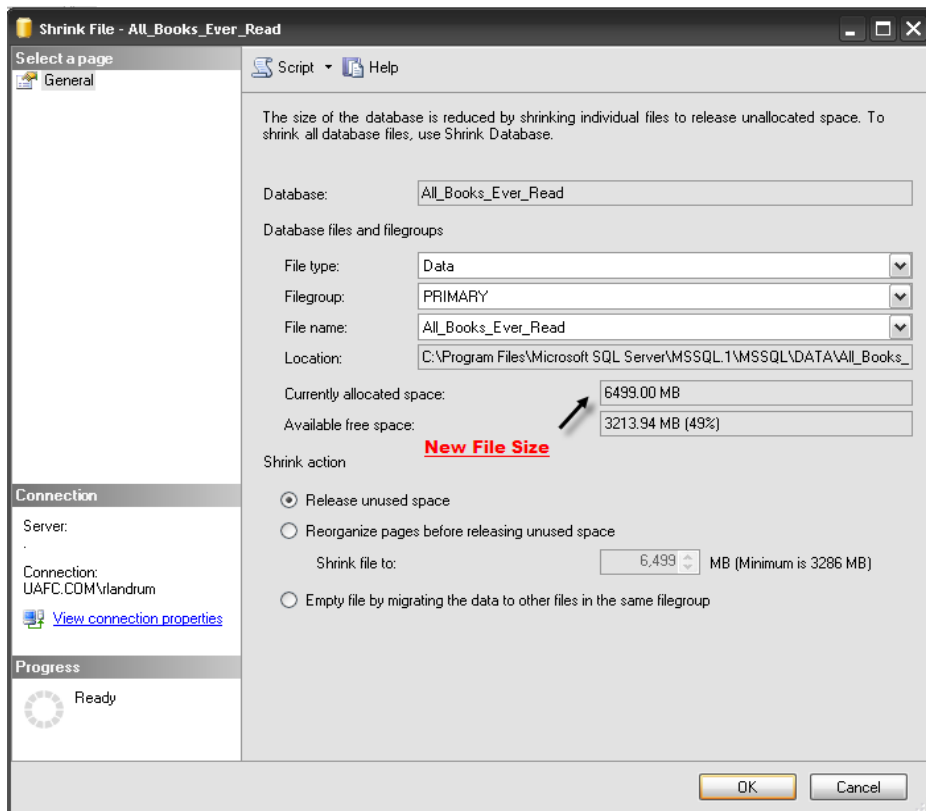 Shrink File - All_Books_Ever_Read
Select a page
General
Script
Help
The size of the database is reduced by shrinking individual files to release unallocated space. To
shrink all database files, use Shrink Database.
Database:
All_Books_Ever_Read
Database files and filegroups
File type:
Data
Filegroup:
PRIMARY
File name:
All_Books_Ever_Read
Location:
C:\Program Files\Microsoft SQL Server\MSSQL.1\MSSQL\DATA\All_Books_
Currently allocated space:
6499.00 MB
Available free space:
3213.94 MB (49%)
New File Size
Shrink action
Release unused space
Reorganize pages before releasing unused space
Shrink file to:
6,499
MB (Minimum is 3286 MB)
Empty file by migrating the data to other files in the same filegroup
Connection
Server:
.
Connection:
UAFC.COM\rlandrum
View connection properties
Progress
Ready
OK
Cancel